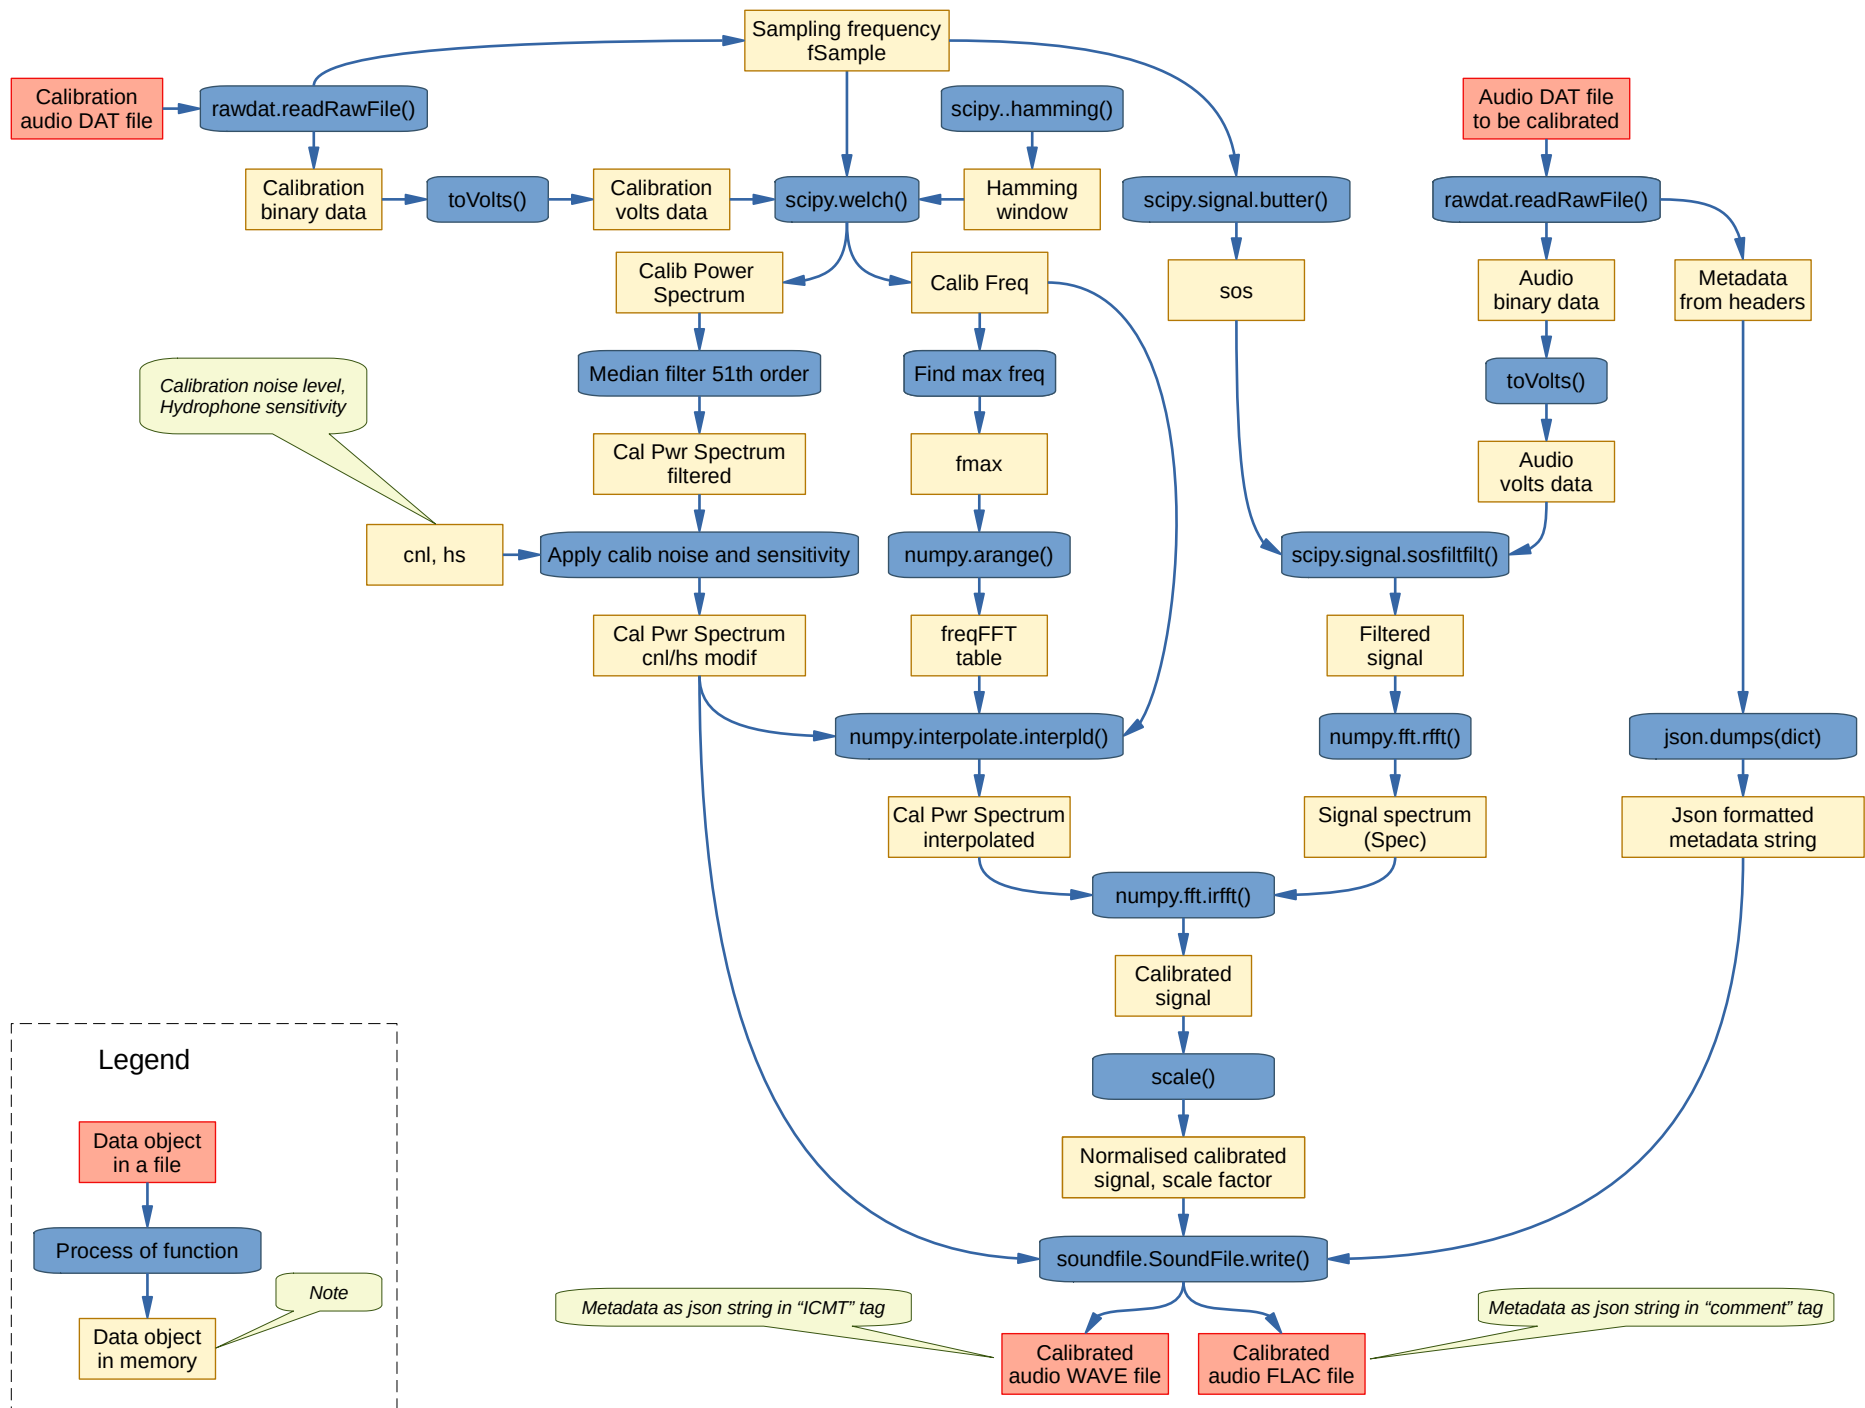 Sampling frequency
fSample
Calibration
audio DAT file
rawdat.readRawFile()
scipy..hamming()
Audio DAT file
to be calibrated
Calibration
binary data
toVolts()
Calibration
volts data
scipy.welch()
Hamming
window
scipy.signal.butter()
rawdat.readRawFile()
Calib Power
Spectrum
Calib Freq
sos
Audio
binary data
Metadata
from headers
Calibration noise level,
Hydrophone sensitivity
Median filter 51th order
Find max freq
toVolts()
Cal Pwr Spectrum
filtered
fmax
Audio
volts data
cnl, hs
Apply calib noise and sensitivity
numpy.arange()
scipy.signal.sosfiltfilt()
Cal Pwr Spectrum
cnl/hs modif
freqFFT
table
Filtered
signal
numpy.interpolate.interpld()
numpy.fft.rfft()
json.dumps(dict)
Cal Pwr Spectrum
interpolated
Signal spectrum
(Spec)
Json formatted
metadata string
numpy.fft.irfft()
Calibrated
signal
scale()
Normalised calibrated
signal, scale factor
soundfile.SoundFile.write()
Metadata as json string in “ICMT” tag
Metadata as json string in “comment” tag
Calibrated
audio WAVE file
Calibrated
audio FLAC file
Legend
Data object
in a file
Process of function
Note
Data object
in memory